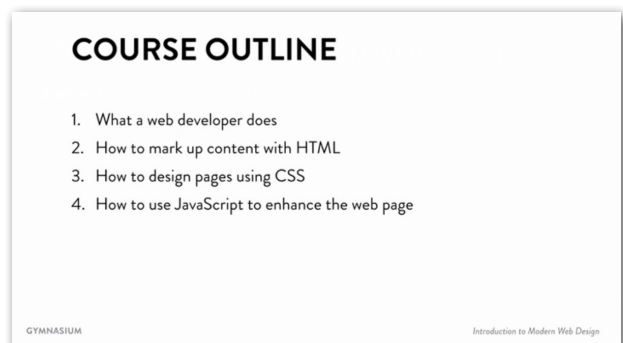 COURSE OUTLINE
1. What a web developer does
2. How to mark up content with HTML
3. How to design pages using CSS
4. How to use JavaScript to enhance the web page
GYMNASIUM
Introduction to Modern Web Design